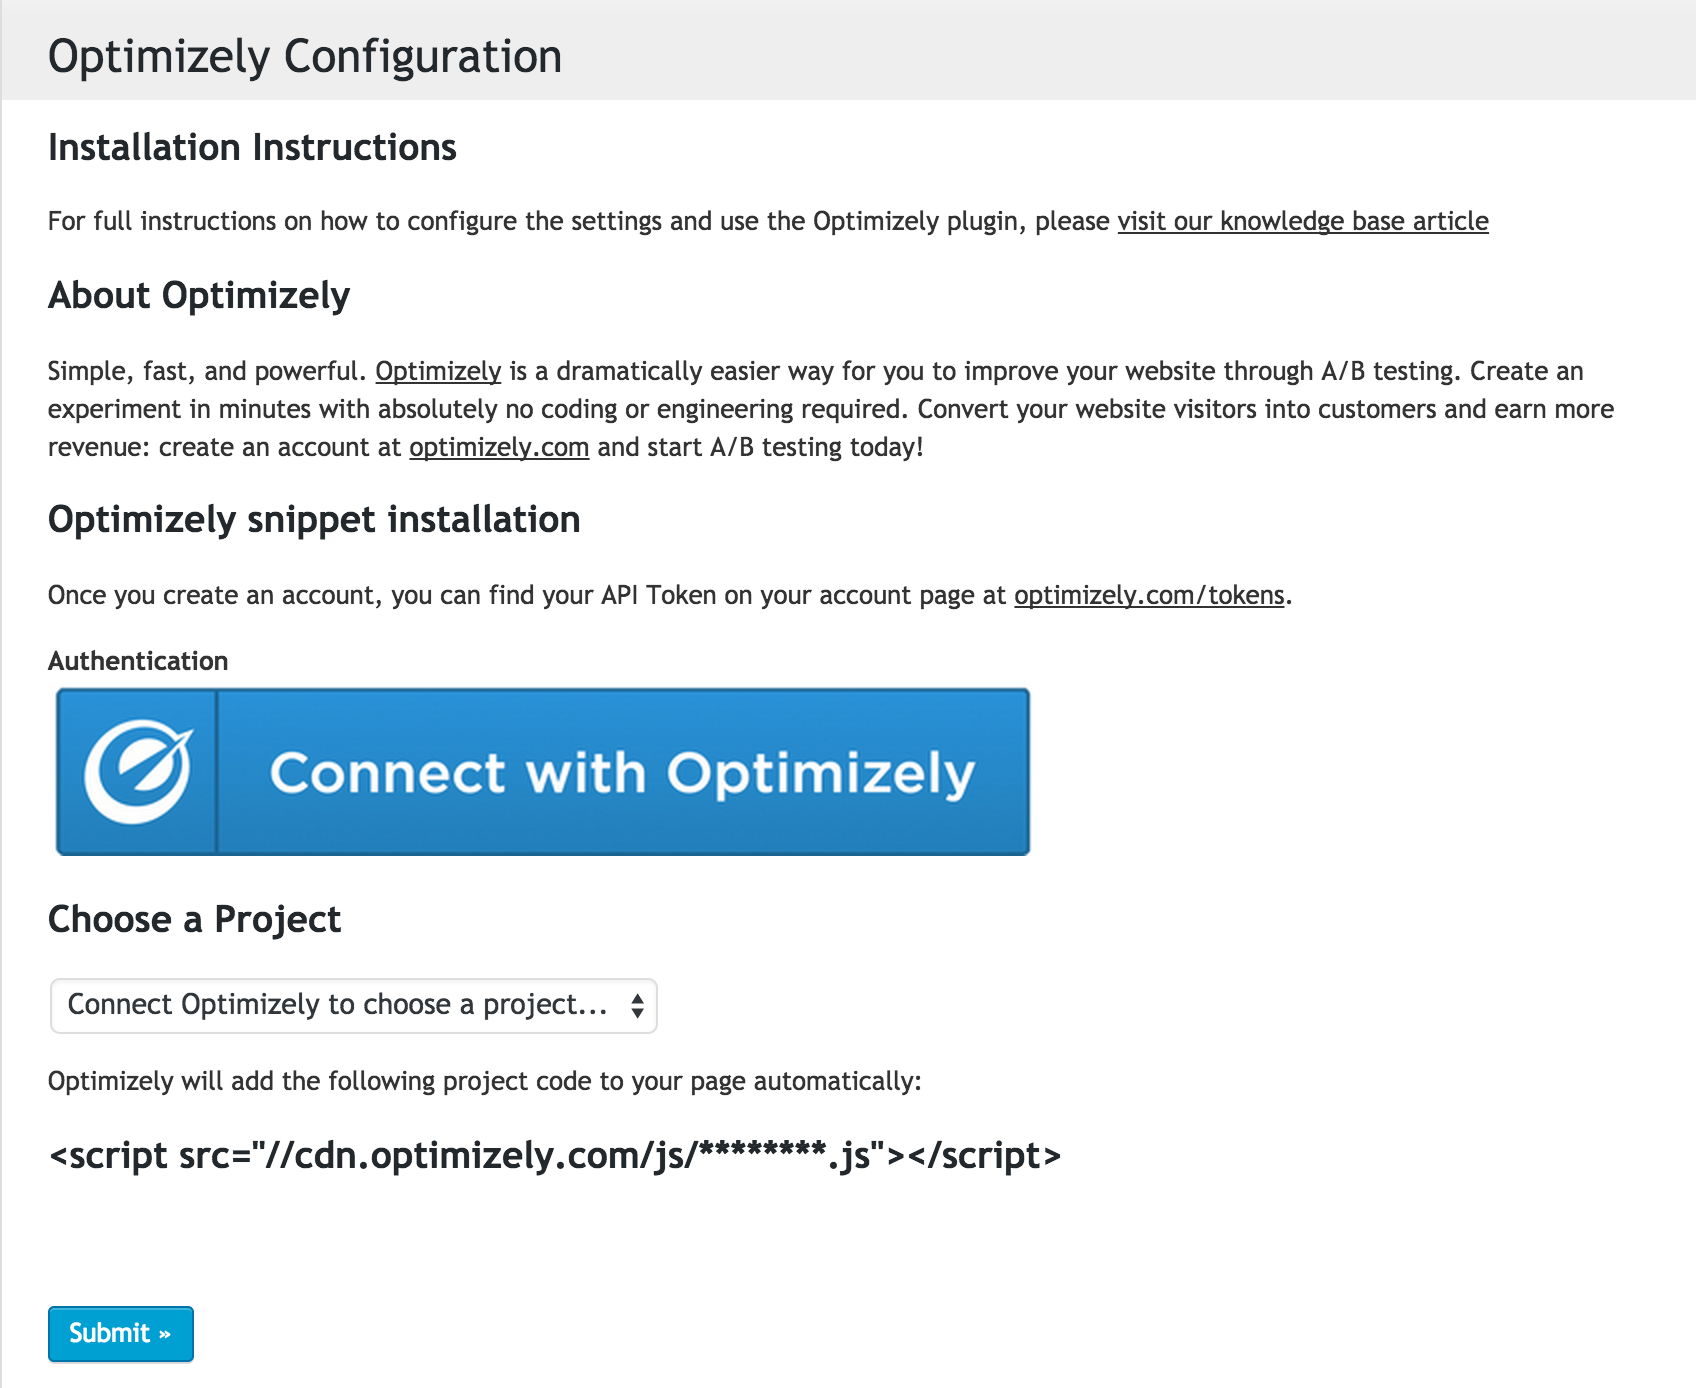 Optimizely Configuration
Installation Instructions
For full instructions on how to configure the settings and use the Optimizely plugin, please visit our knowledge base article
About Optimizely
Simple, fast, and powerful. Optimizely is a dramatically easier way for you to improve your website through A/B testing. Create an
experiment in minutes with absolutely no coding or engineering required. Convert your website visitors into customers and earn more
revenue: create an account at optimizely.com and start A/B testing today!
Optimizely snippet installation
Once you create an account, you can find your API Token on your account page at optimizely.com/tokens.
Authentication
Connect with Optimizely
Choose a Project
Connect Optimizely to choose a project...
Optimizely will add the following project code to your page automatically:
<script src="//cdn.optimizely.com/js/********.js"></script>
Submit »